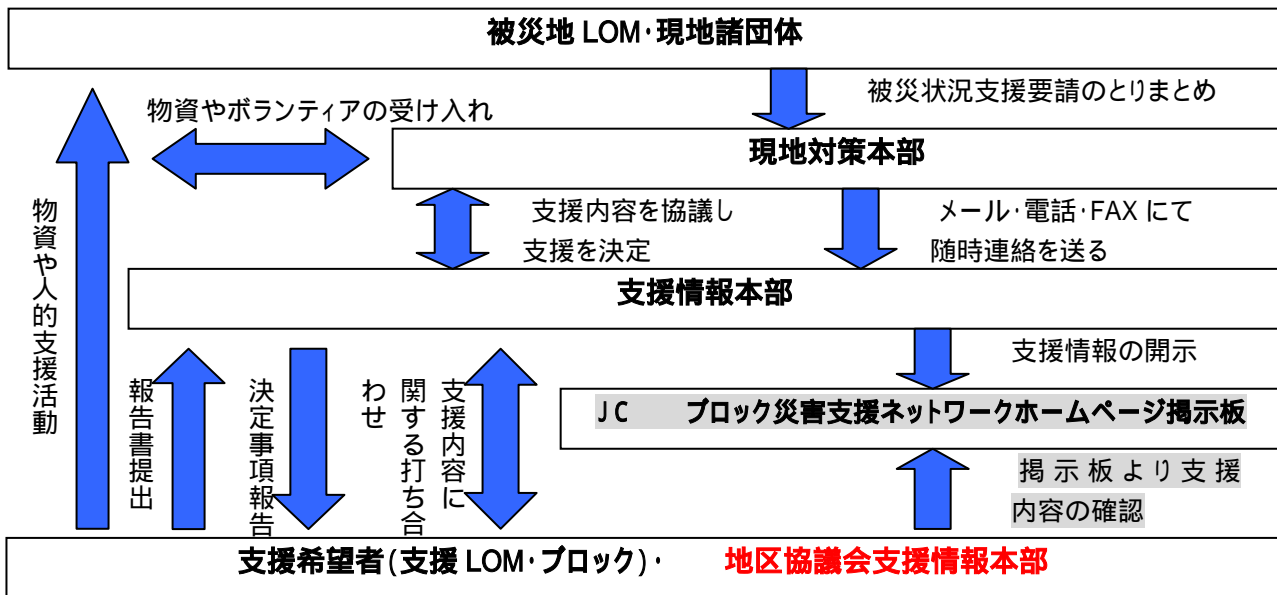 被災地 LOM・現地諸団体
被災状況支援要請のとりまとめ
物資やボランティアの受け入れ
現地対策本部
物資や人的支援活動
支援内容を協議し
支援を決定
メール・電話・FAX にて
随時連絡を送る
支援情報本部
支援情報の開示
報告書提出
決定事項報告
支援内容に
関する打ち合
わせ
ＪＣ　　ブロック災害支援ネットワークホームページ掲示板
掲示板より支援
内容の確認
支援希望者(支援 LOM・ブロック)・　地区協議会支援情報本部